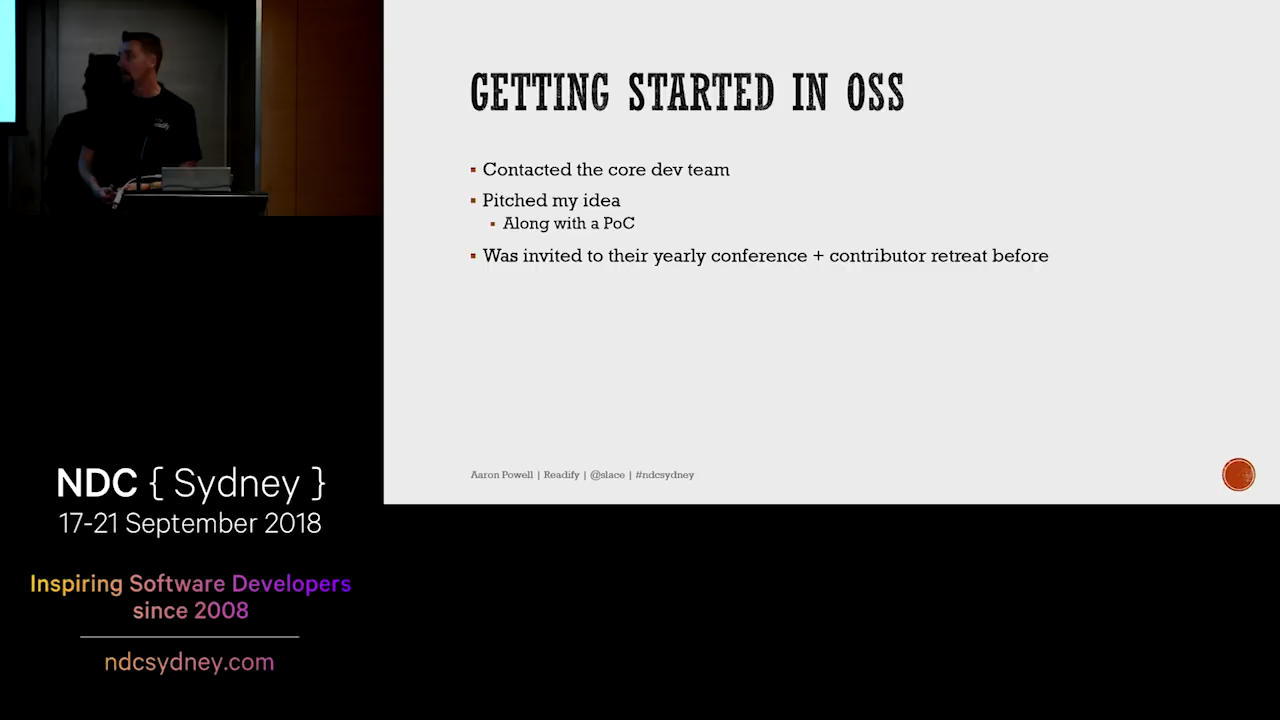 GETTING STARTED IN OSS
Contacted the core dev team
Pitched my idea
Along with a PoC
Was invited to their yearly conference + contributor retreat before
Aaron Powell | Readify | @slace | #ndcsydney
NDC { Sydney }
17-21 September 2018
Inspiring Software Developers
since 2008
ndcsydney.com